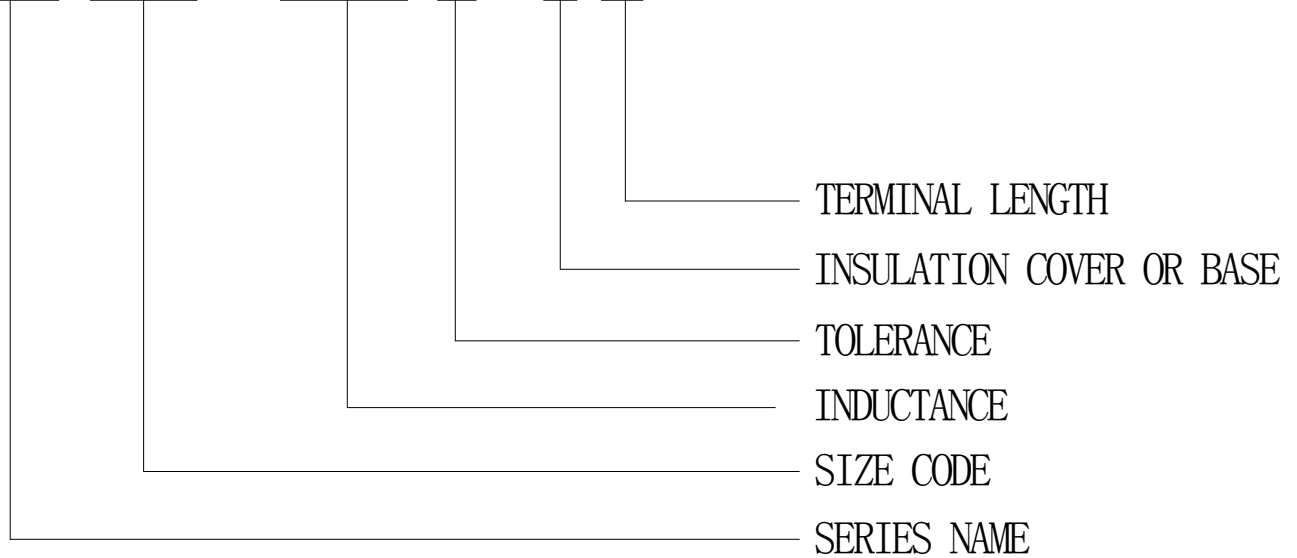 TERMINAL LENGTH
INSULATION COVER OR BASE
TOLERANCE
INDUCTANCE
SIZE CODE
SERIES NAME